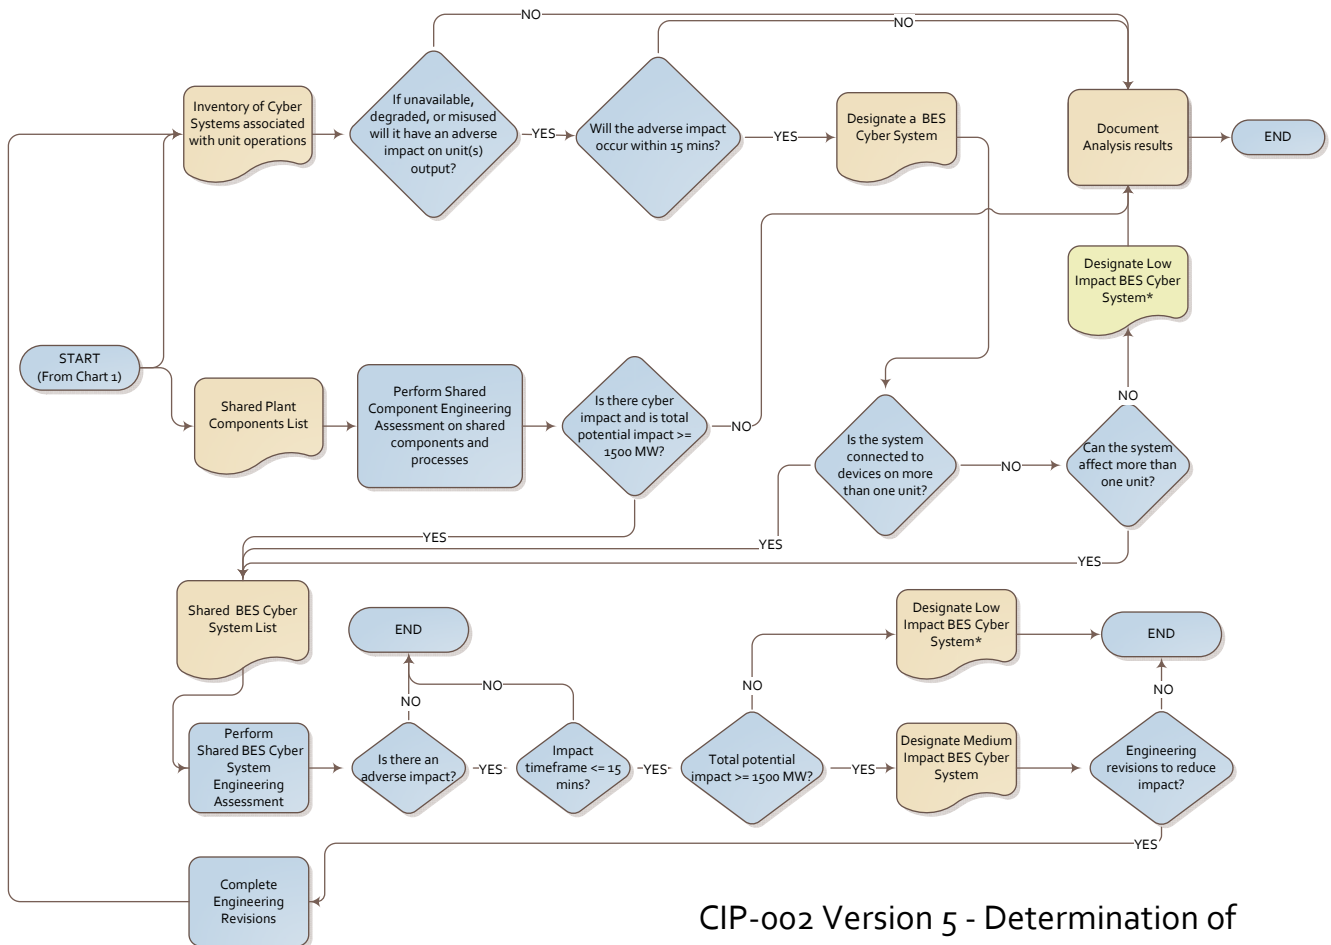 NO
NO
Inventory of Cyber
Systems associated
with unit operations
If unavailable,
degraded, or misused
will it have an adverse
impact on unit(s)
output?
YES
Will the adverse impact
occur within 15 mins?
YES
Designate a BES
Cyber System
Document
Analysis results
END
Designate Low
Impact BES Cyber
System*
NO
START
(From Chart 1)
Shared Plant
Components List
Perform Shared
Component Engineering
Assessment on shared
components and
processes
Is there cyber
impact and is total
potential impact >=
1500 MW?
NO
Is the system
connected to
devices on more
than one unit?
NO
Can the system
affect more than
one unit?
YES
YES
YES
Shared BES Cyber
System List
END
NO
NO
Perform
Shared BES Cyber
System
Engineering
Assessment
Is there an
adverse impact?
YES
Impact
timeframe <= 15
mins?
YES
Total potential
impact >= 1500 MW?
NO
Designate Low
Impact BES Cyber
System*
END
YES
Designate Medium
Impact BES Cyber
System
NO
Engineering
revisions to reduce
impact?
YES
Complete
Engineering
Revisions
CIP-002 Version 5 - Determination of